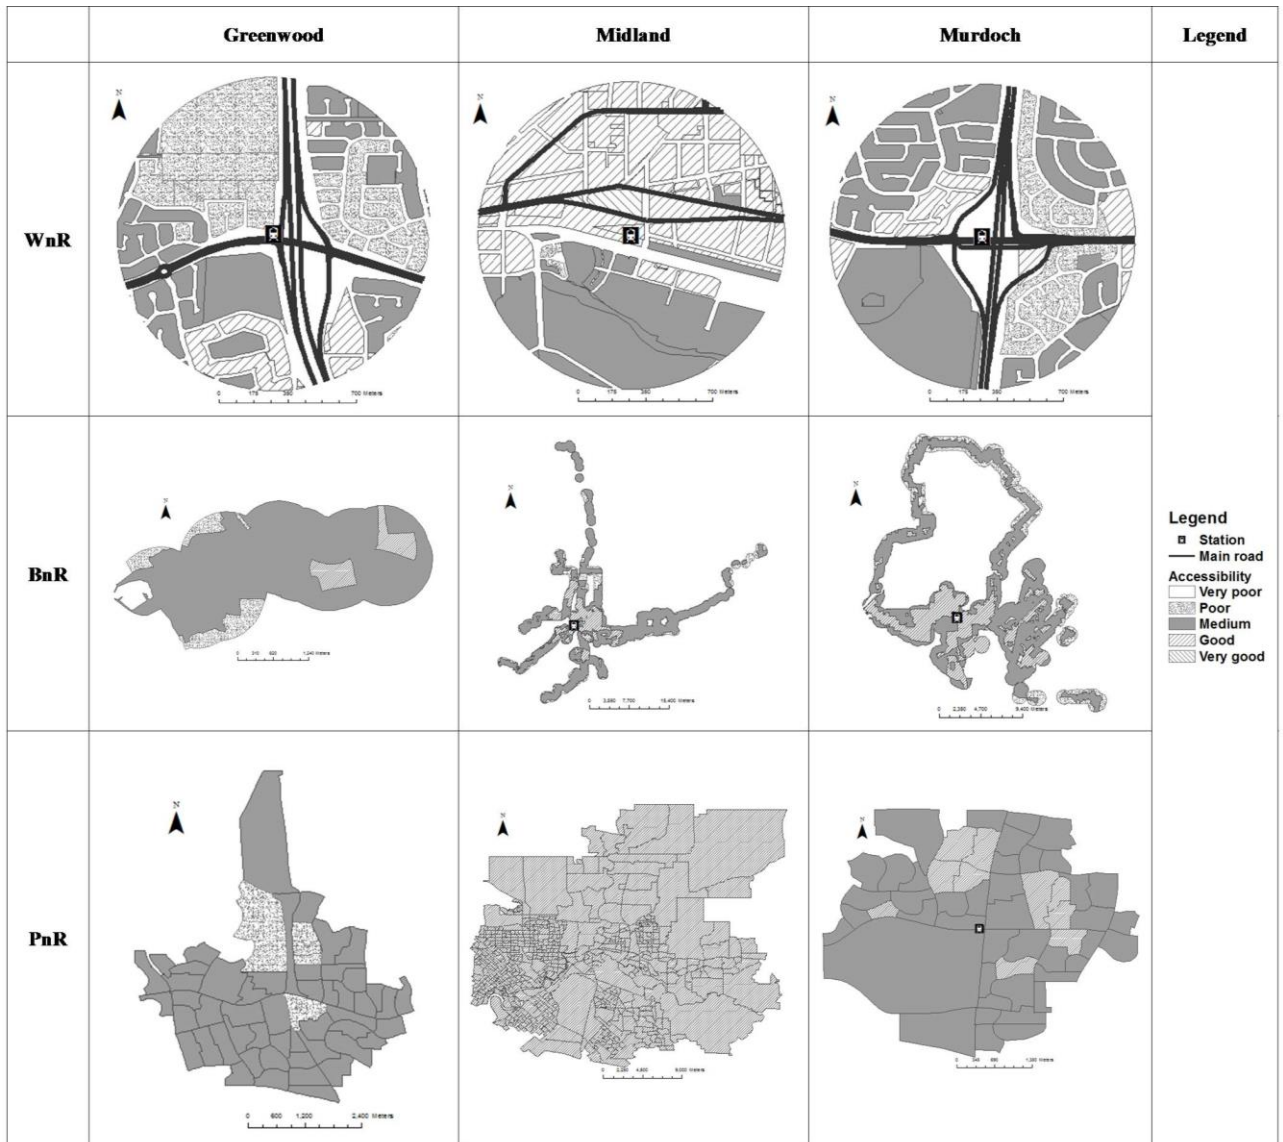 Greenwood Midland Murdoch Legend
WnR
N
0 175 350 700 Meters
N
0 175 350 700 Meters
N
0 175 350 700 Meters
BnR
N
N
N
PnR
N
0 600 1,200 2,400 Meters
N
N
Legend
Station
Main road
Accessibility
Very poor
Poor
Medium
Good
Very good